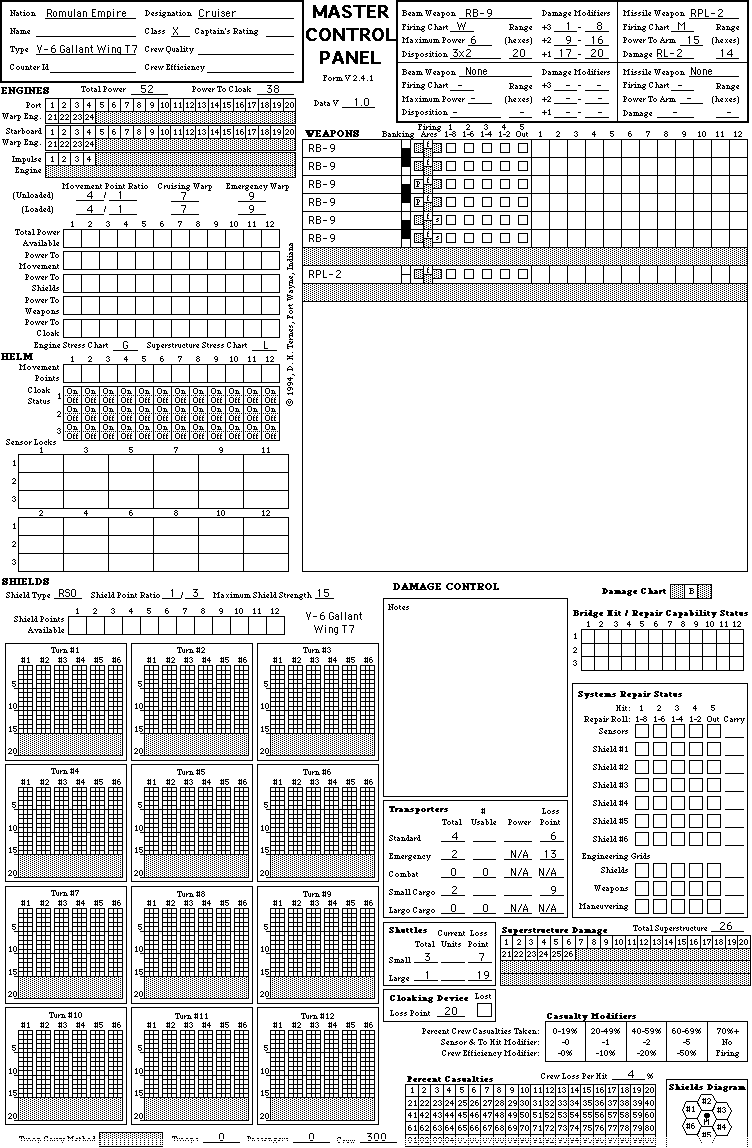 Nation Romulan Empire Designation Cruiser
Name Class X Captain's Rating
Type V-6 Gallant Wing T7 Crew Quality
Counter Id Crew Efficiency
MASTER CONTROL PANEL
Form V 2.4.1
Data V 1.0
Beam Weapon RB-9 Damage Modifiers
Firing Chart W Range +3 1 - 8
Maximum Power 6 (hexes) +2 9 - 16
Disposition 3x2 20 +1 17 - 20
Missile Weapon RPL-2
Firing Chart M Range
Power To Arm 15 (hexes)
Damage RL-2 14
Beam Weapon None Damage Modifiers
Firing Chart - Range +3 - -
Maximum Power - (hexes) +2 - -
Disposition - - +1 - -
Missile Weapon None
Firing Chart - Range
Power To Arm - (hexes)
Damage - -
ENGINES Total Power 52 Power To Cloak 38
Port Warp Eng. 1 2 3 4 5 6 7 8 9 10 11 12 13 14 15 16 17 18 19 20
21 22 23 24
Starboard Warp Eng. 1 2 3 4 5 6 7 8 9 10 11 12 13 14 15 16 17 18 19 20
21 22 23 24
Impulse Engine 1 2 3 4
Movement Point Ratio Cruising Warp Emergency Warp
(Unloaded) 4 / 1 7 9
(Loaded) 4 / 1 7 9
1 2 3 4 5 6 7 8 9 10 11 12
Total Power Available
Power To Movement
Power To Shields
Power To Weapons
Power To Cloak
Engine Stress Chart G Superstructure Stress Chart L
© 1994, D. H. Ternes, Fort Wayne, Indiana
HELM
1 2 3 4 5 6 7 8 9 10 11 12
Movement Points
Cloak Status
1 On On On On On On On On On On On On
Off Off Off Off Off Off Off Off Off Off Off Off
2 On On On On On On On On On On On On
Off Off Off Off Off Off Off Off Off Off Off Off
3 On On On On On On On On On On On On
Off Off Off Off Off Off Off Off Off Off Off Off
Sensor Locks
1 3 5 7 9 11
1
2
3
2 4 6 8 10 12
1
2
3
WEAPONS Banking Firing Arcs 1 1-8 2 1-6 3 1-4 4 1-2 5 Out 1 2 3 4 5 6 7 8 9 10 11 12
RB-9 f
RB-9 f
RB-9 p f
RB-9 p f
RB-9 f s
RB-9 f s
RPL-2 f
SHIELDS
Shield Type RSO Shield Point Ratio 1 / 3 Maximum Shield Strength 15
1 2 3 4 5 6 7 8 9 10 11 12
Shield Points Available
V-6 Gallant Wing T7
Turn #1 Turn #2 Turn #3
#1 #2 #3 #4 #5 #6 #1 #2 #3 #4 #5 #6 #1 #2 #3 #4 #5 #6
5 5 5
10 10 10
15 15 15
20 20 20
Turn #4 Turn #5 Turn #6
#1 #2 #3 #4 #5 #6 #1 #2 #3 #4 #5 #6 #1 #2 #3 #4 #5 #6
5 5 5
10 10 10
15 15 15
20 20 20
Turn #7 Turn #8 Turn #9
#1 #2 #3 #4 #5 #6 #1 #2 #3 #4 #5 #6 #1 #2 #3 #4 #5 #6
5 5 5
10 10 10
15 15 15
20 20 20
Turn #10 Turn #11 Turn #12
#1 #2 #3 #4 #5 #6 #1 #2 #3 #4 #5 #6 #1 #2 #3 #4 #5 #6
5 5 5
10 10 10
15 15 15
20 20 20
Troop Carry Method Troops 0 Passengers 0 Crew 300
DAMAGE CONTROL
Notes
Damage Chart B
Bridge Hit / Repair Capability Status
1 2 3 4 5 6 7 8 9 10 11 12
1
2
3
Systems Repair Status
Hit: 1 2 3 4 5
Repair Roll: 1-8 1-6 1-4 1-2 Out Carry
Sensors
Shield #1
Shield #2
Shield #3
Shield #4
Shield #5
Shield #6
Engineering Grids
Shields
Weapons
Maneuvering
Transporters Total # Usable Power Loss Point
Standard 4 6
Emergency 2 N/A 13
Combat 0 0 N/A N/A
Small Cargo 2 9
Large Cargo 0 0 N/A N/A
Shuttles Total Current Units Loss Point
Small 3 7
Large 1 19
Cloaking Device Lost
Loss Point 20
Superstructure Damage Total Superstructure 26
1 2 3 4 5 6 7 8 9 10 11 12 13 14 15 16 17 18 19 20
21 22 23 24 25 26
Casualty Modifiers
Percent Crew Casualties Taken: 0-19% 20-49% 40-59% 60-69% 70%+
Sensor & To Hit Modifier: -0 -1 -2 -5 No
Crew Efficiency Modifier: -0% -10% -20% -50% Firing
Crew Loss Per Hit 4 %
Percent Casualties
1 2 3 4 5 6 7 8 9 10 11 12 13 14 15 16 17 18 19 20
21 22 23 24 25 26 27 28 29 30 31 32 33 34 35 36 37 38 39 40
41 42 43 44 45 46 47 48 49 50 51 52 53 54 55 56 57 58 59 60
61 62 63 64 65 66 67 68 69 70 71 72 73 74 75 76 77 78 79 80
Shields Diagram
#2
#1 #3
#6 #4
#5